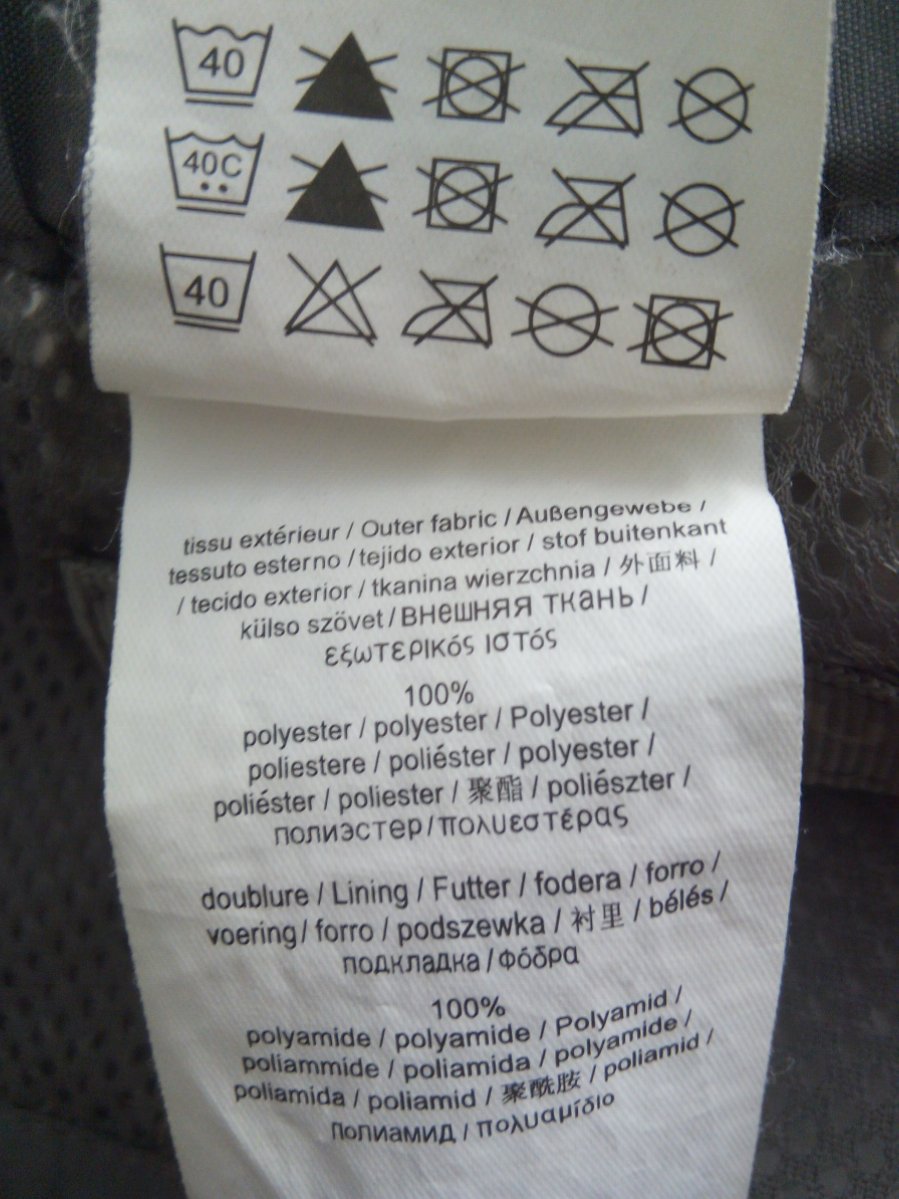 40
40C
40
tissu extérieur / Outer fabric / Außengewebe /
tessuto esterno / tejido exterior / stof buitenkant
/ tecido exterior / tkanina wierzchnia / 外面料 /
külso szövet / внешняя ткань /
εξωτερικός ιστός
100%
polyester / polyester / Polyester /
poliestere / poliéster / polyester /
poliéster / poliester / 聚酯 / poliészter /
полиэстер / πολυεστέρας
doublure / Lining / Futter / fodera / forro /
voering / forro / podszewka / 衬里 / bélés /
подкладка / Φόδρα
100%
polyamide / polyamide / Polyamid /
poliammide / poliamida / polyamide /
poliamida / poliamid / 聚酰胺 / poliamid /
полиамид / πολυαμίδιο